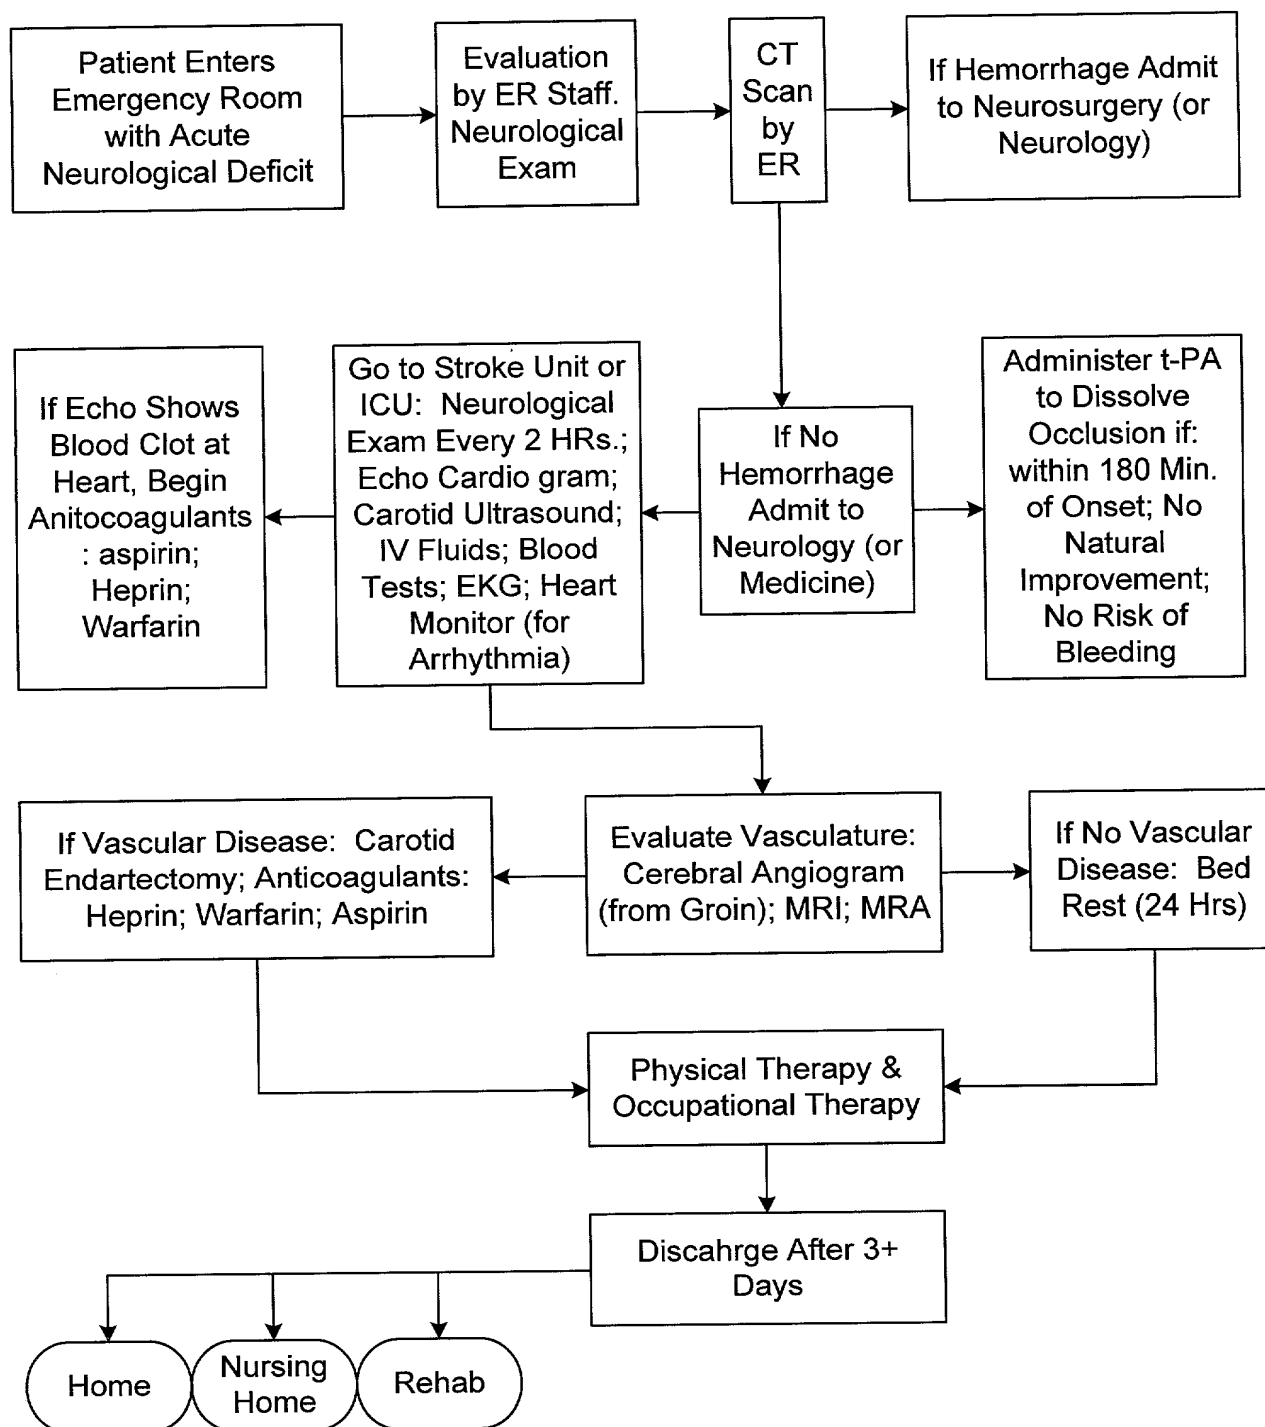 Patient Enters
Emergency Room
with Acute
Neurological Deficit
Evaluation
by ER Staff.
Neurological
Exam
CT
Scan
by
ER
If Hemorrhage Admit
to Neurosurgery (or
Neurology)
If Echo Shows
Blood Clot at
Heart, Begin
Anitocoagulants
: aspirin;
Heprin;
Warfarin
Go to Stroke Unit or
ICU: Neurological
Exam Every 2 HRs.;
Echo Cardio gram;
Carotid Ultrasound;
IV Fluids; Blood
Tests; EKG; Heart
Monitor (for
Arrhythmia)
If No
Hemorrhage
Admit to
Neurology (or
Medicine)
Administer t-PA
to Dissolve
Occlusion if:
within 180 Min.
of Onset; No
Natural
Improvement;
No Risk of
Bleeding
If Vascular Disease: Carotid
Endartectomy; Anticoagulants:
Heprin; Warfarin; Aspirin
Evaluate Vasculature:
Cerebral Angiogram
(from Groin); MRI; MRA
If No Vascular
Disease: Bed
Rest (24 Hrs)
Physical Therapy &
Occupational Therapy
Discahrge After 3+
Days
Home
Nursing
Home
Rehab